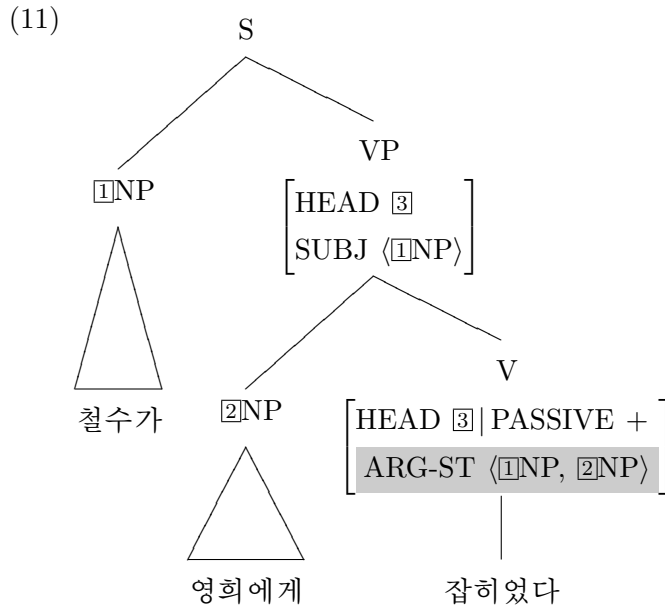 (11)
S
VP
1NP
HEAD 3
SUBJ ⟨1NP⟩
V
철수가
2NP
HEAD 3|PASSIVE +
ARG-ST ⟨1NP, 2NP⟩
영희에게
잡히었다